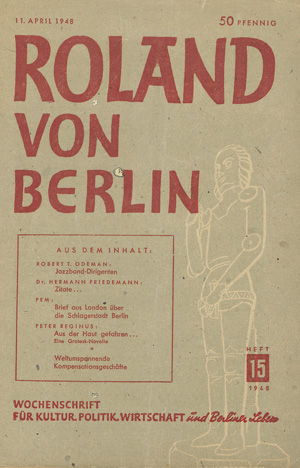 11. APRIL 1948
50 PFENNIG
ROLAND
VON
BERLIN
AUS DEM INHALT:
ROBERT T. ODEMAN:
Jazzband-Dirigenten
Dr. HERMANN FRIEDEMANN:
Zitate...
PEM:
Brief aus London über
die Schlagerstadt Berlin
PETER REGINUS:
Aus der Haut gefahren...
Eine Grotesk-Novelle
Weltumspannende
Kompensationsgeschäfte
HEFT
15
1948
WOCHENSCHRIFT
FÜR KULTUR, POLITIK, WIRTSCHAFT und Berliner Leben